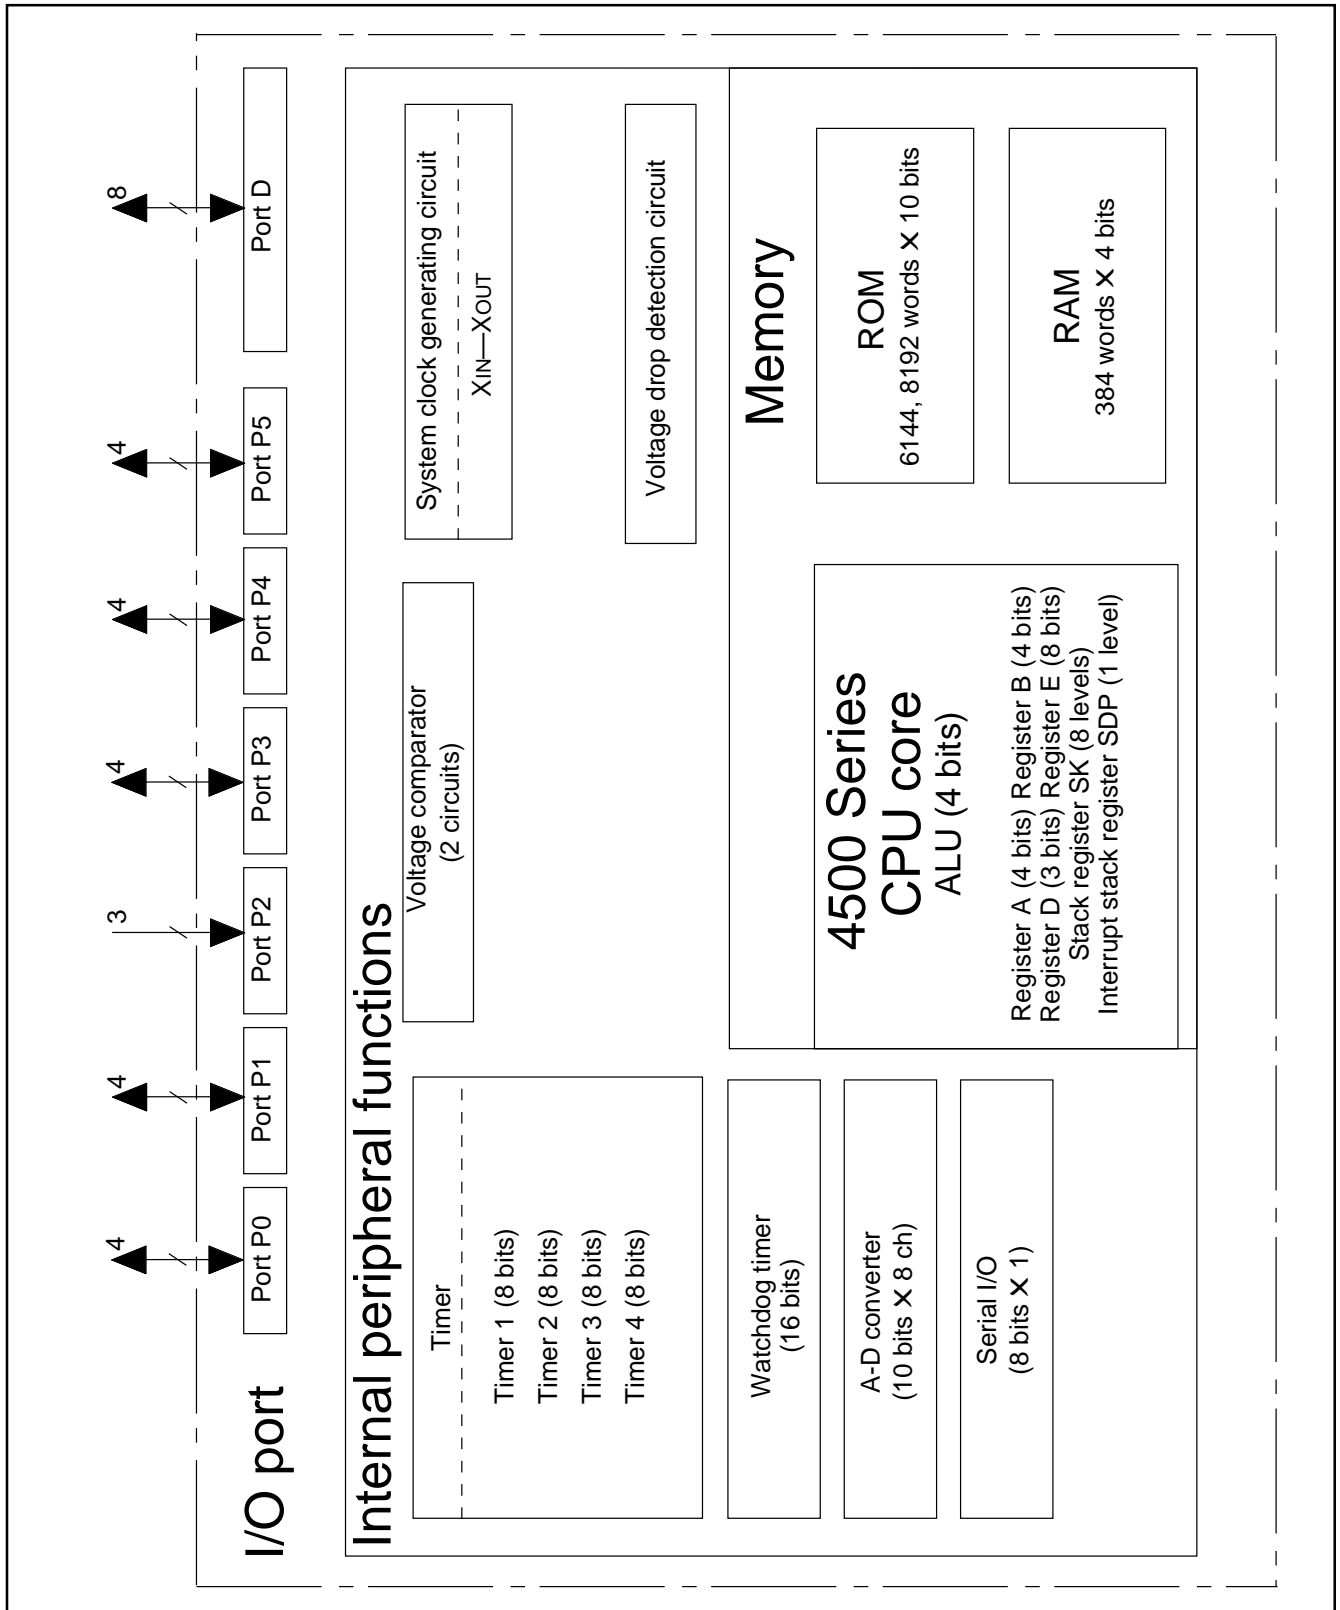 I/O port
4
4
3
4
4
4
8
Port P0
Port P1
Port P2
Port P3
Port P4
Port P5
Port D
Internal peripheral functions
Timer
Timer 1 (8 bits)
Timer 2 (8 bits)
Timer 3 (8 bits)
Timer 4 (8 bits)
Watchdog timer
(16 bits)
A-D converter
(10 bits X 8 ch)
Serial I/O
(8 bits X 1)
Voltage comparator
(2 circuits)
System clock generating circuit
XIN—XOUT
Voltage drop detection circuit
4500 Series
CPU core
ALU (4 bits)
Register A (4 bits) Register B (4 bits)
Register D (3 bits) Register E (8 bits)
Stack register SK (8 levels)
Interrupt stack register SDP (1 level)
Memory
ROM
6144, 8192 words X 10 bits
RAM
384 words X 4 bits